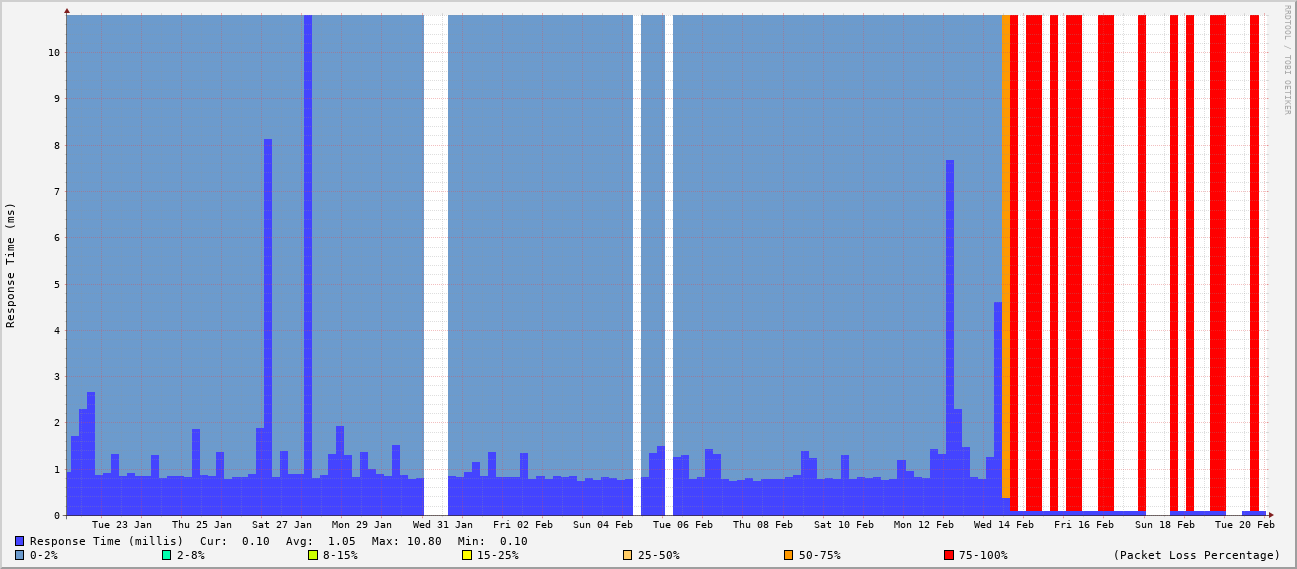 RRDTOOL / TOBI OETIKER
Response Time (ms)
10
9
8
7
6
5
4
3
2
1
0
Tue 23 Jan Thu 25 Jan Sat 27 Jan Mon 29 Jan Wed 31 Jan Fri 02 Feb Sun 04 Feb Tue 06 Feb Thu 08 Feb Sat 10 Feb Mon 12 Feb Wed 14 Feb Fri 16 Feb Sun 18 Feb Tue 20 Feb
Response Time (millis) Cur: 0.10 Avg: 1.05 Max: 10.80 Min: 0.10
0-2% 2-8% 8-15% 15-25% 25-50% 50-75% 75-100% (Packet Loss Percentage)